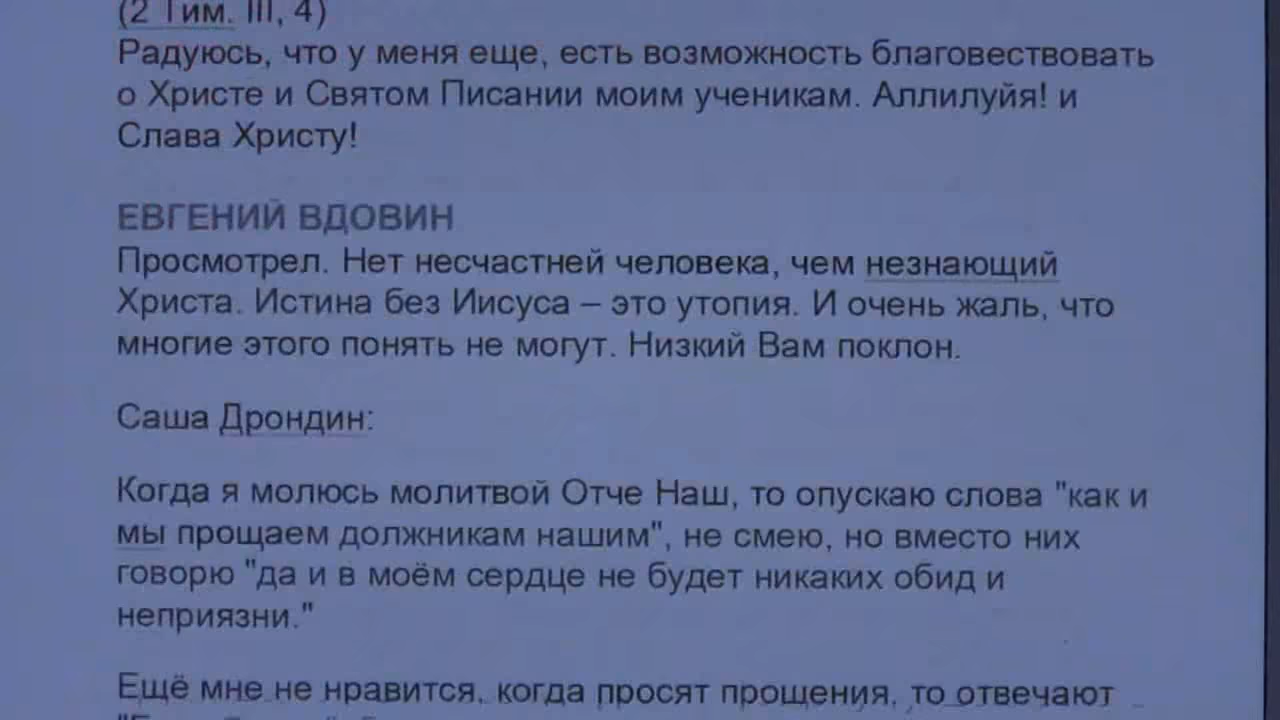 (2 Тим. III, 4)
Радуюсь, что у меня еще, есть возможность благовествовать
о Христе и Святом Писании моим ученикам. Аллилуйя! и
Слава Христу!
ЕВГЕНИЙ ВДОВИН
Просмотрел. Нет несчастней человека, чем незнающий
Христа. Истина без Иисуса – это утопия. И очень жаль, что
многие этого понять не могут. Низкий Вам поклон.
Саша Дрондин:
Когда я молюсь молитвой Отче Наш, то опускаю слова "как и
мы прощаем должникам нашим", не смею, но вместо них
говорю "да и в моём сердце не будет никаких обид и
неприязни."
Ещё мне не нравится, когда просят прощения, то отвечают